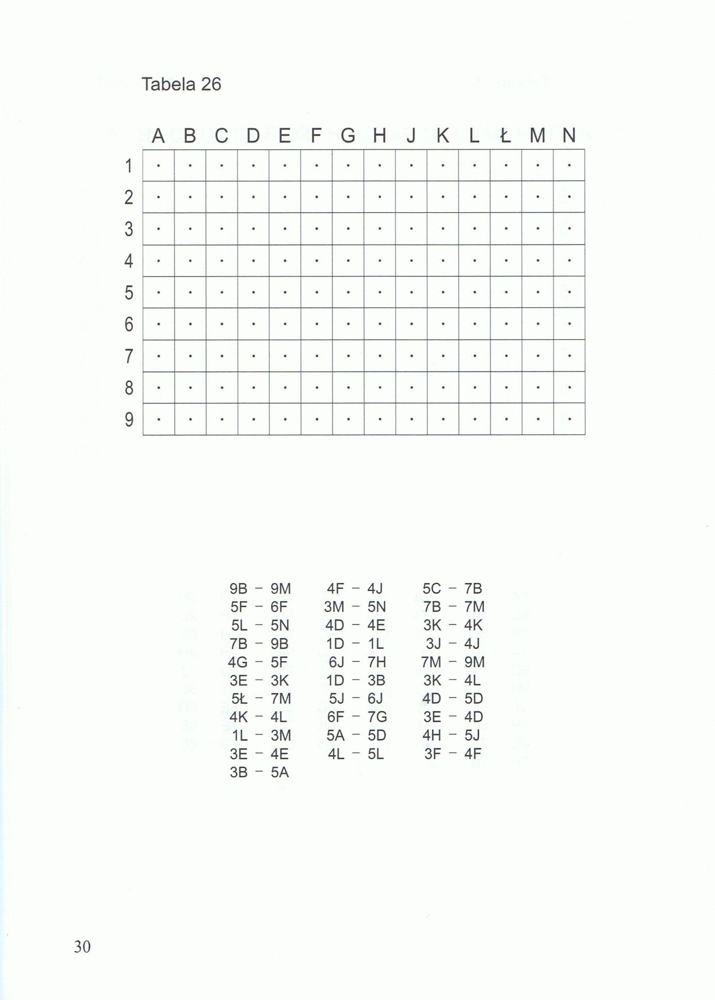 Tabela 26
A B C D E F G H J K L Ł M N
1
2
3
4
5
6
7
8
9
9B – 9M 4F – 4J 5C – 7B
5F – 6F 3M – 5N 7B – 7M
5L – 5N 4D – 4E 3K – 4K
7B – 9B 1D – 1L 3J – 4J
4G – 5F 6J – 7H 7M – 9M
3E – 3K 1D – 3B 3K – 4L
5Ł – 7M 5J – 6J 4D – 5D
4K – 4L 6F – 7G 3E – 4D
1L – 3M 5A – 5D 4H – 5J
3E – 4E 4L – 5L 3F – 4F
3B – 5A
30